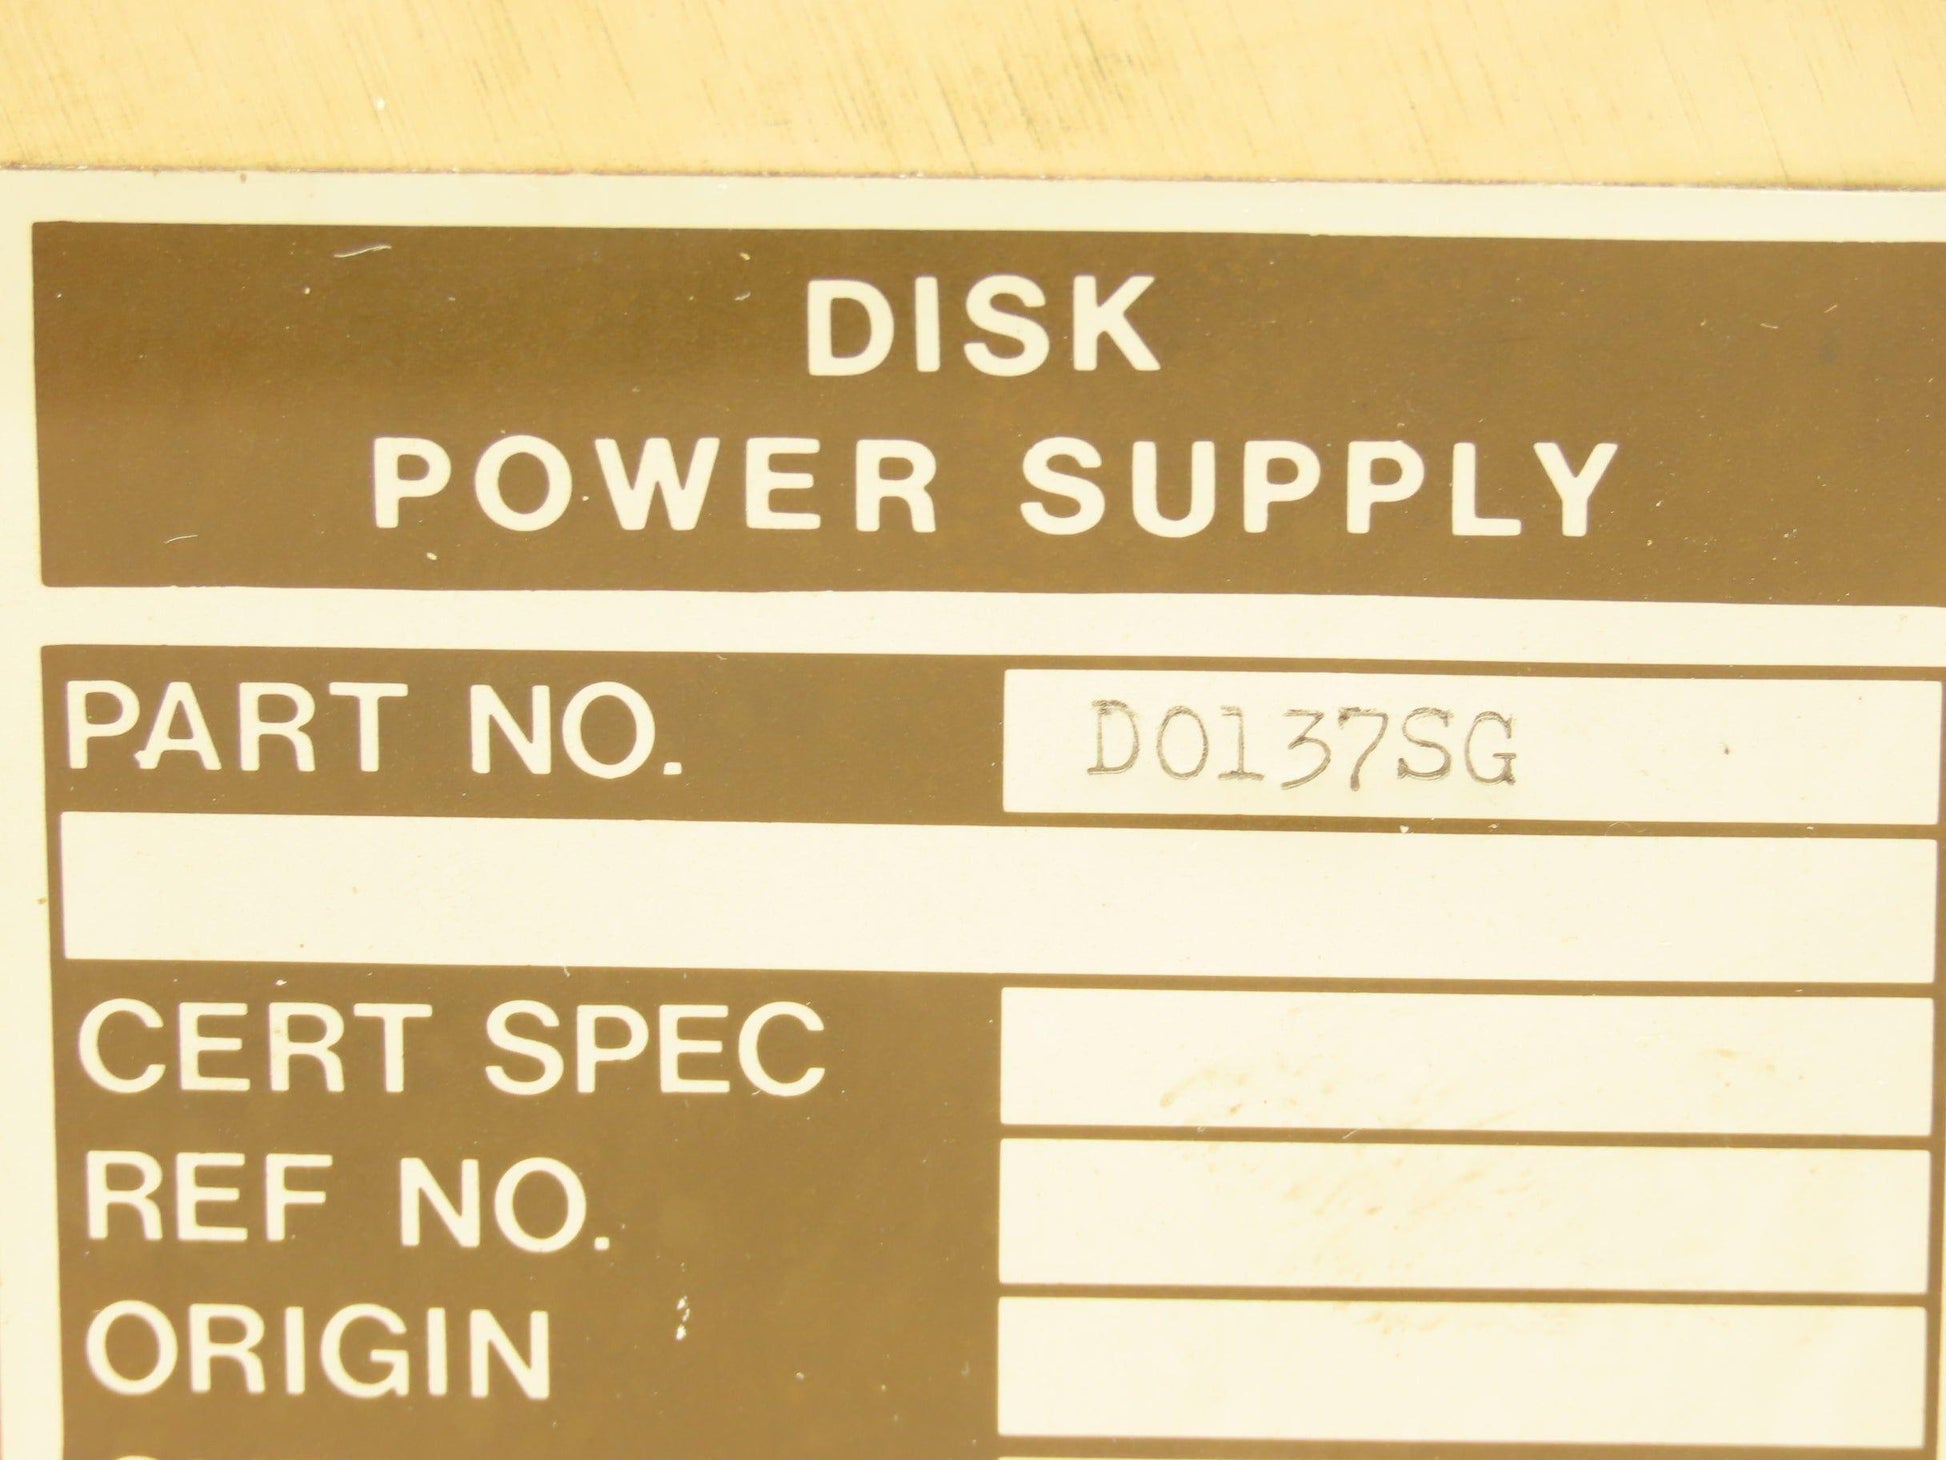 DISK
POWER SUPPLY
PART NO. D0137SG
CERT SPEC
REF NO.
ORIGIN